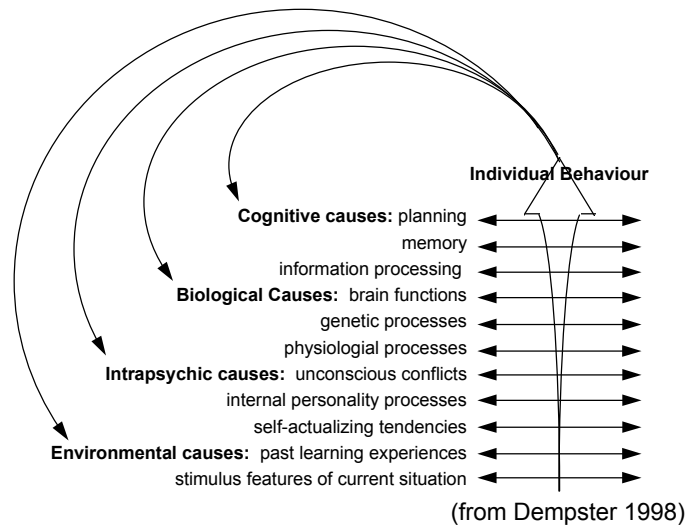 Individual Behaviour
Cognitive causes: planning
memory
information processing
Biological Causes: brain functions
genetic processes
physiologial processes
Intrapsychic causes: unconscious conflicts
internal personality processes
self-actualizing tendencies
Environmental causes: past learning experiences
stimulus features of current situation
(from Dempster 1998)